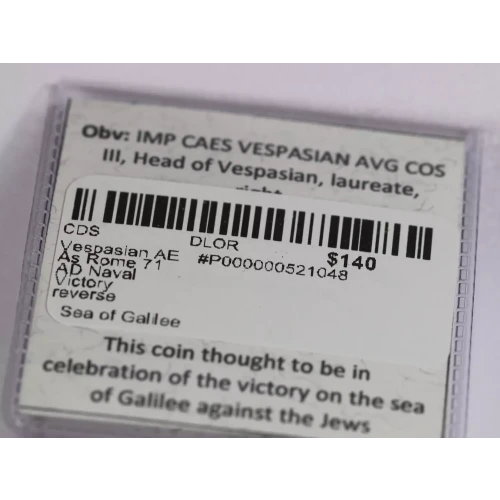 Obv: IMP CAES VESPASIAN AVG COS
III, Head of Vespasian, laureate,
right
CDS DLOR $140
Vespasian AE #P000000521048
As Rome 71
AD Naval
Victory
reverse
Sea of Galilee
This coin thought to be in
celebration of the victory on the sea
of Galilee against the Jews